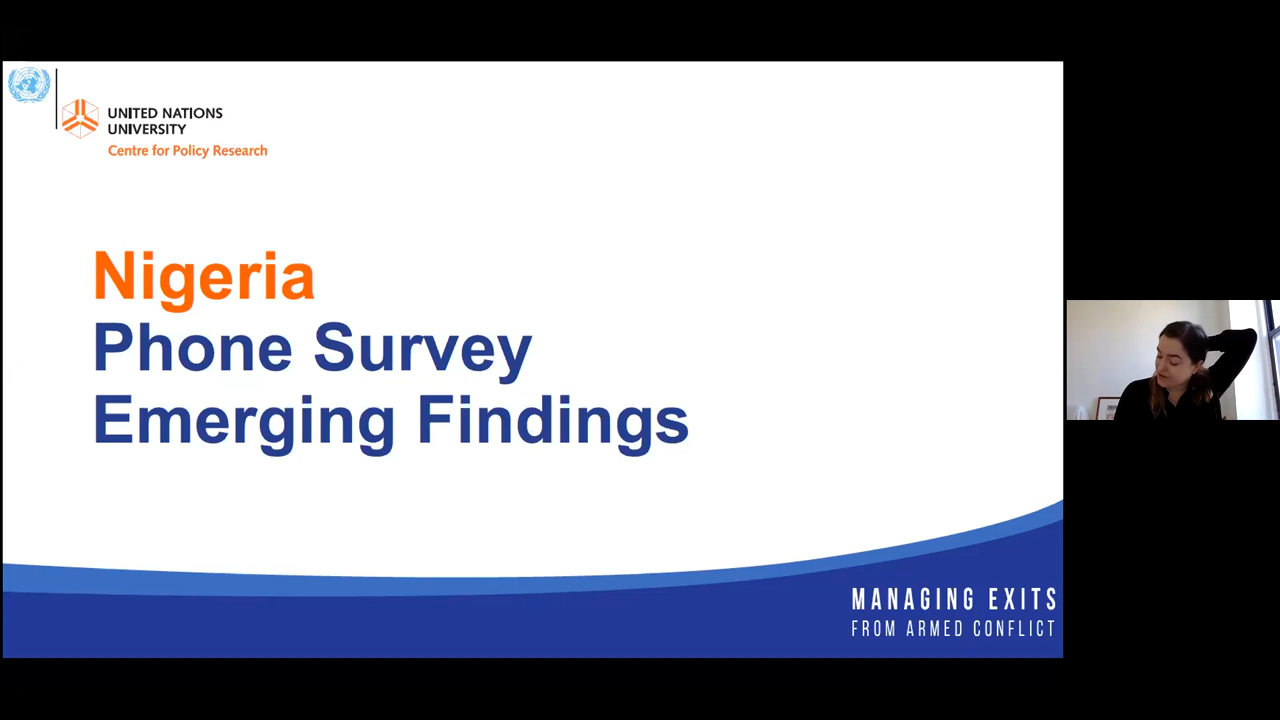 UNITED NATIONS
UNIVERSITY
Centre for Policy Research
Nigeria
Phone Survey
Emerging Findings
MANAGING EXITS
FROM ARMED CONFLICT